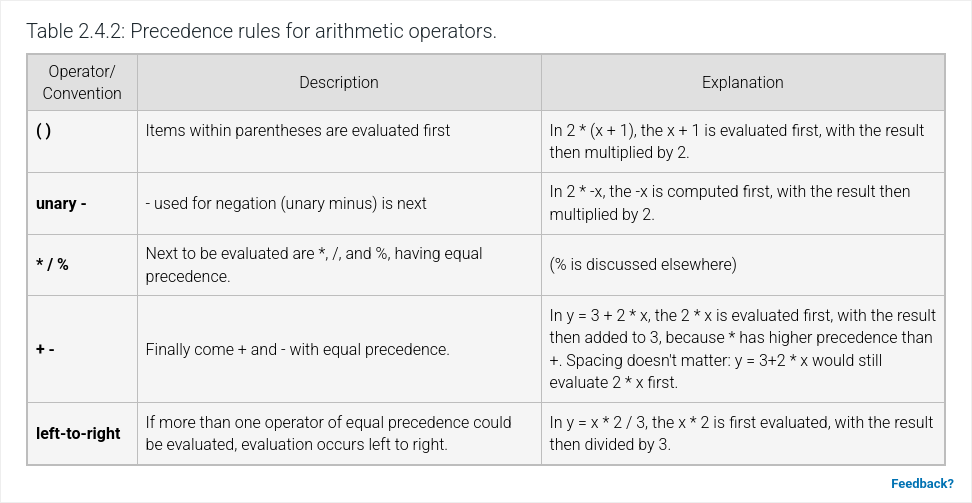 Table 2.4.2: Precedence rules for arithmetic operators.
Operator/
Convention
Description
Explanation
( )
Items within parentheses are evaluated first
In 2 * (x + 1), the x + 1 is evaluated first, with the result
then multiplied by 2.
unary -
- used for negation (unary minus) is next
In 2 * -x, the -x is computed first, with the result then
multiplied by 2.
* / %
Next to be evaluated are *, /, and %, having equal
precedence.
(% is discussed elsewhere)
+ -
Finally come + and - with equal precedence.
In y = 3 + 2 * x, the 2 * x is evaluated first, with the result
then added to 3, because * has higher precedence than
+. Spacing doesn't matter: y = 3+2 * x would still
evaluate 2 * x first.
left-to-right
If more than one operator of equal precedence could
be evaluated, evaluation occurs left to right.
In y = x * 2 / 3, the x * 2 is first evaluated, with the result
then divided by 3.
Feedback?